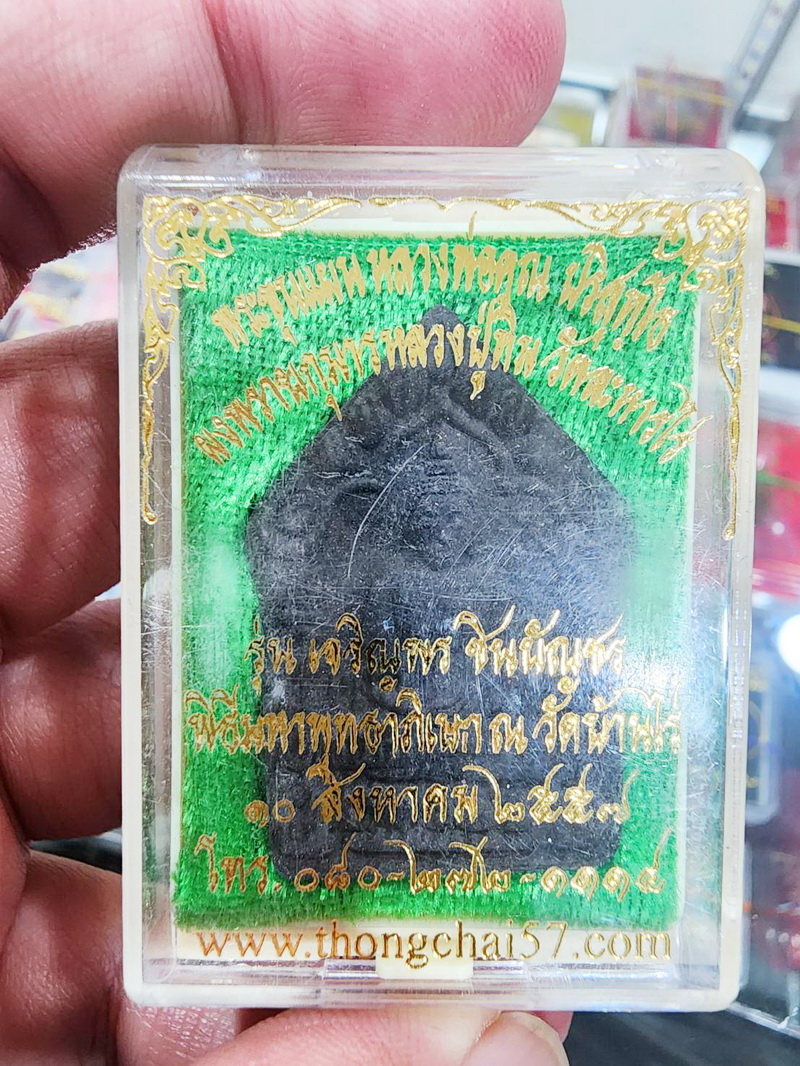 พระขุนแผน หลวงพ่อคูณ ปริสุทฺโธ
ผงพรายกุมารหลวงปู่ทิม วัดละหารไร่
รุ่น เจริญพร ชินบัญชร
พิธีมหาพุทธาภิเษก ณ วัดบ้านไร่
๑๐ สิงหาคม ๒๕๕๗
โทร. ๐๘๐-๒๗๒-๑๑๑๔
www.thongchai57.com